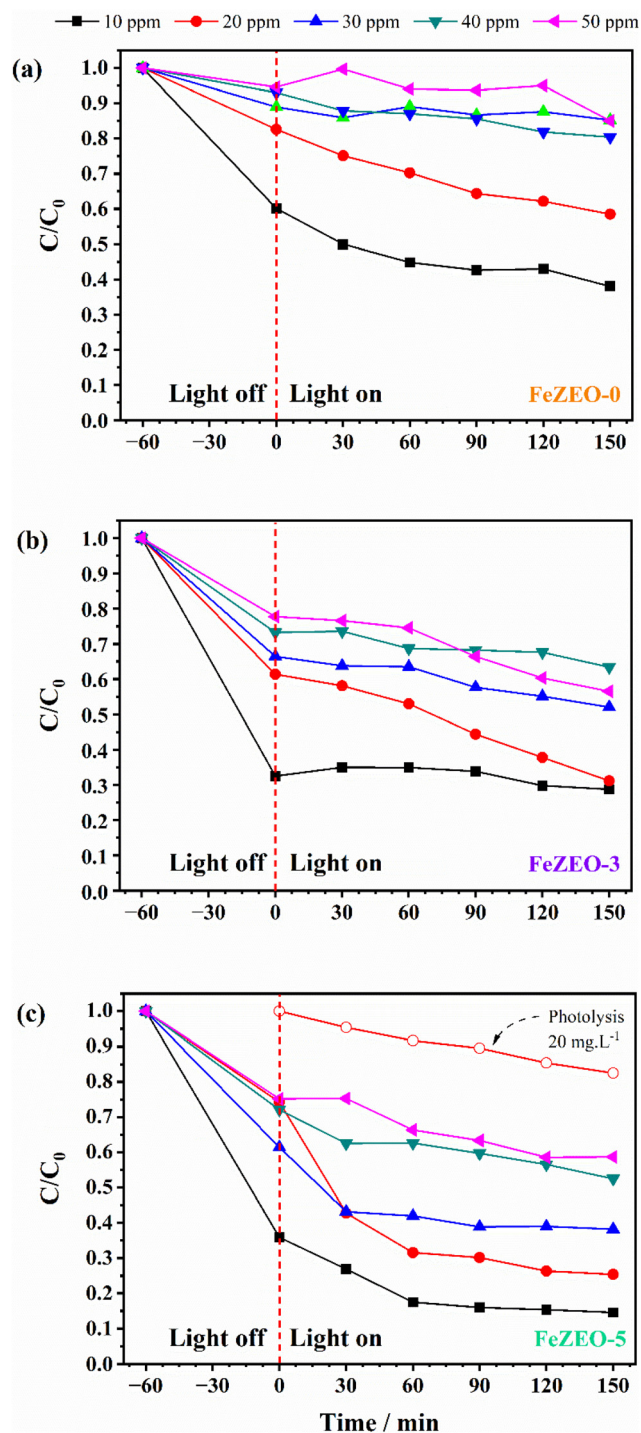 10 ppm 20 ppm 30 ppm 40 ppm 50 ppm
(a)
1.0
0.9
0.8
0.7
0.6
0.5
0.4
0.3
0.2
0.1
0.0
C/C₀
Light off Light on
FeZEO-0
−60 −30 0 30 60 90 120 150
(b)
1.0
0.9
0.8
0.7
0.6
0.5
0.4
0.3
0.2
0.1
0.0
C/C₀
Light off Light on
FeZEO-3
−60 −30 0 30 60 90 120 150
(c)
1.0
0.9
0.8
0.7
0.6
0.5
0.4
0.3
0.2
0.1
0.0
C/C₀
Photolysis
20 mg.L⁻¹
Light off Light on
FeZEO-5
−60 −30 0 30 60 90 120 150
Time / min